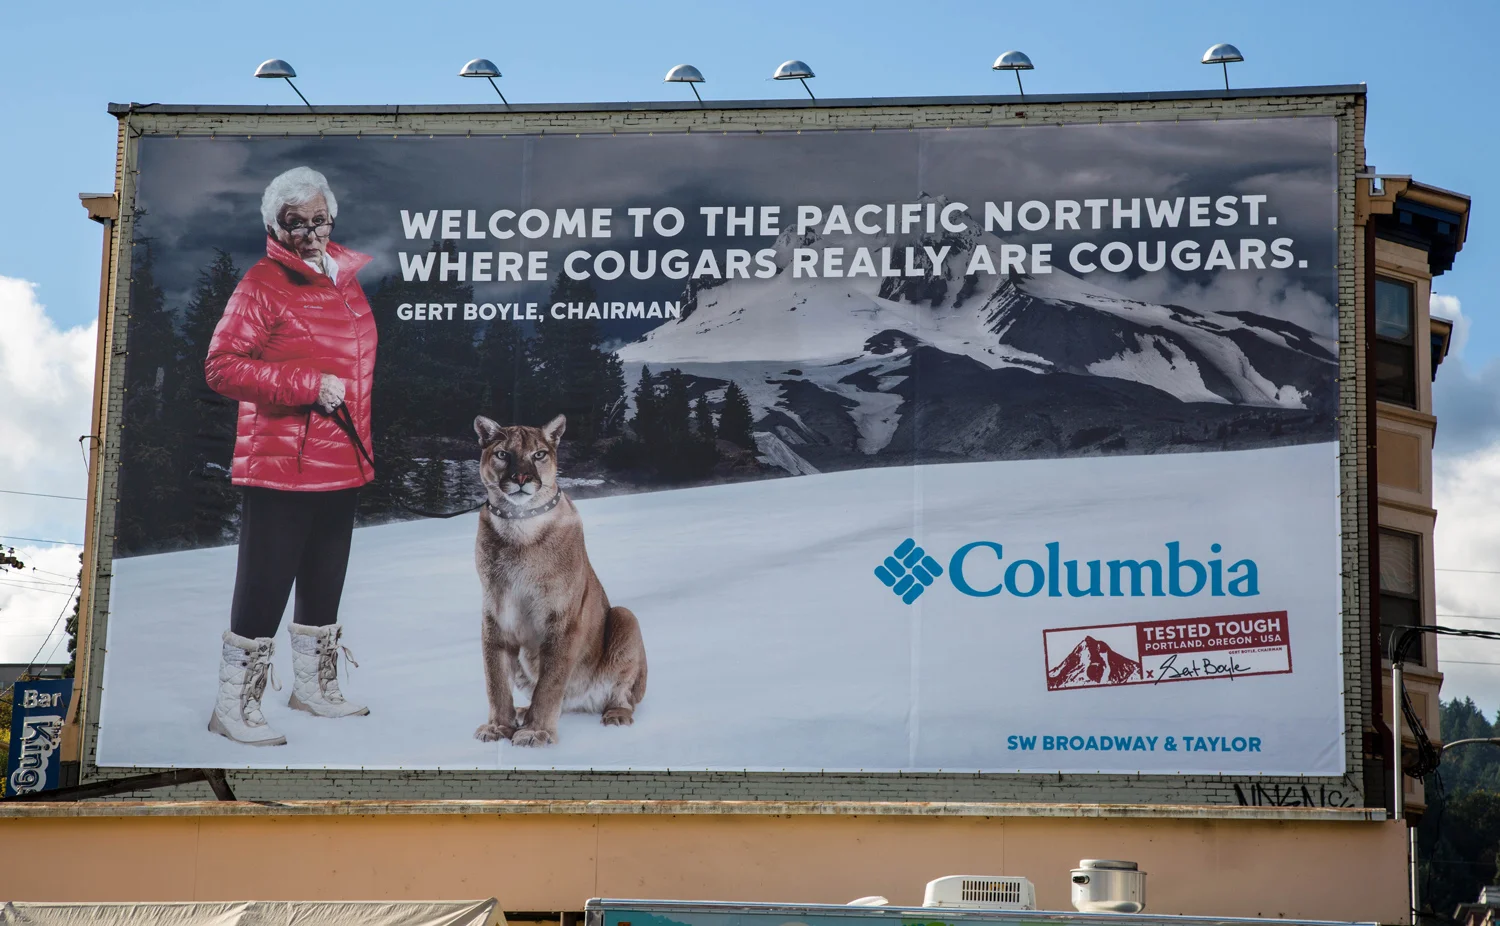 WELCOME TO THE PACIFIC NORTHWEST.
WHERE COUGARS REALLY ARE COUGARS.
GERT BOYLE, CHAIRMAN
Columbia
TESTED TOUGH
PORTLAND, OREGON · USA
GERT BOYLE, CHAIRMAN
x Gert Boyle
SW BROADWAY & TAYLOR
Bar
King